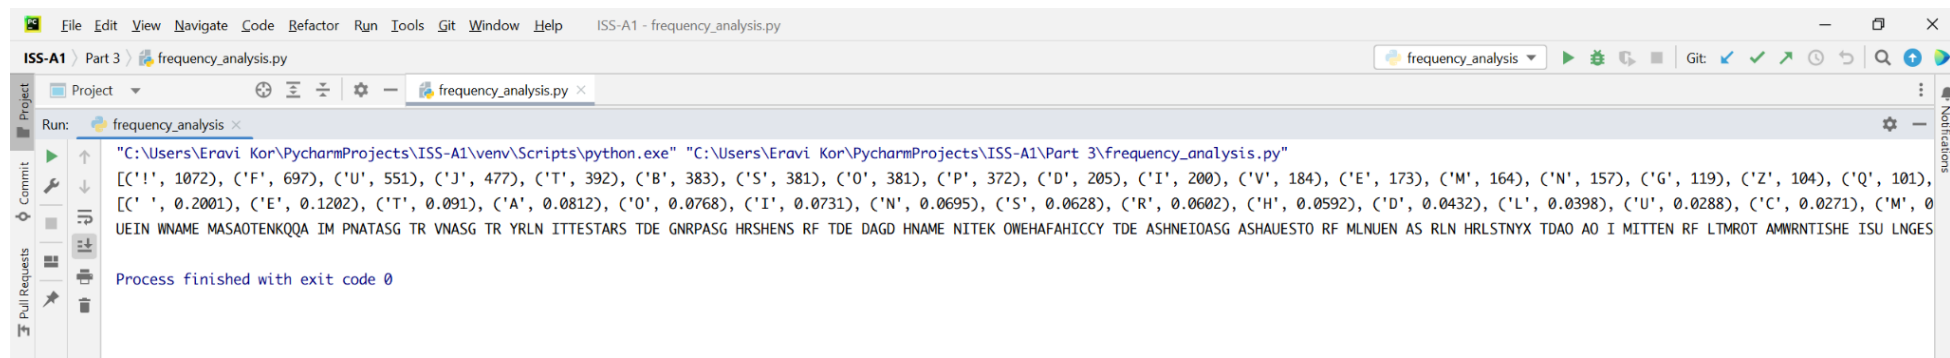 PC File Edit View Navigate Code Refactor Run Tools Git Window Help ISS-A1 - frequency_analysis.py
ISS-A1 Part 3 frequency_analysis.py frequency_analysis Git:
Project frequency_analysis.py
Run: frequency_analysis
"C:\Users\Eravi Kor\PycharmProjects\ISS-A1\venv\Scripts\python.exe" "C:\Users\Eravi Kor\PycharmProjects\ISS-A1\Part 3\frequency_analysis.py"
[('!', 1072), ('F', 697), ('U', 551), ('J', 477), ('T', 392), ('B', 383), ('S', 381), ('O', 381), ('P', 372), ('D', 205), ('I', 200), ('V', 184), ('E', 173), ('M', 164), ('N', 157), ('G', 119), ('Z', 104), ('Q', 101),
[(' ', 0.2001), ('E', 0.1202), ('T', 0.091), ('A', 0.0812), ('O', 0.0768), ('I', 0.0731), ('N', 0.0695), ('S', 0.0628), ('R', 0.0602), ('H', 0.0592), ('D', 0.0432), ('L', 0.0398), ('U', 0.0288), ('C', 0.0271), ('M', 0
UEIN WNAME MASAOTENKQQA IM PNATASG TR VNASG TR YRLN ITTESTARS TDE GNRPASG HRSHENS RF TDE DAGD HNAME NITEK OWEHAFAHICCY TDE ASHNEIOASG ASHAUESTO RF MLNUEN AS RLN HRLSTNYX TDAO AO I MITTEN RF LTMROT AMWRNTISHE ISU LNGES
Process finished with exit code 0
Project
Commit
Pull Requests
Notifications